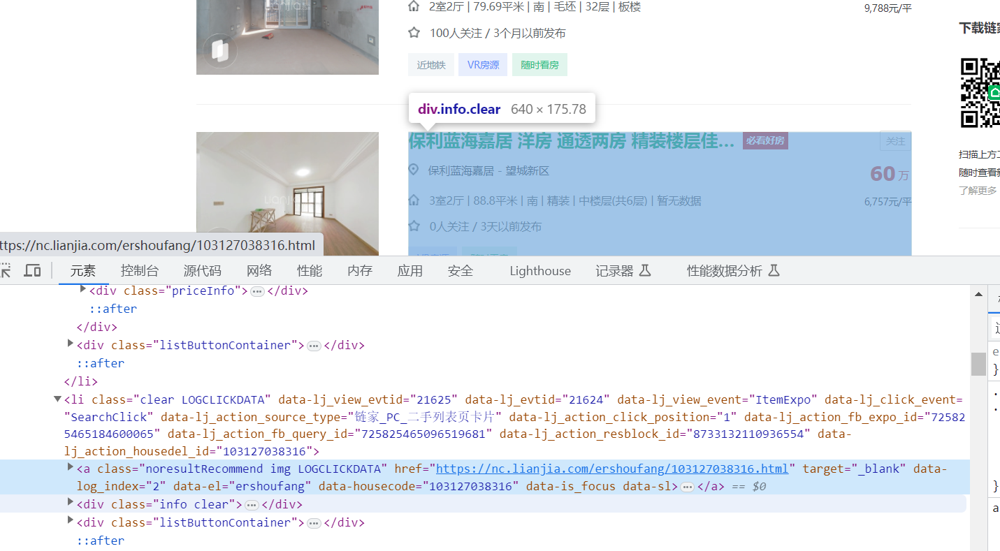 2室2厅 | 79.69平米 | 南 | 毛坯 | 32层 | 板楼
9,788元/平
100人关注 / 3个月以前发布
近地铁 VR房源 随时看房
下载链家
div.info.clear 640 × 175.78
保利蓝海嘉居 洋房 通透两房 精装楼层佳... 必看好房 关注
保利蓝海嘉居 - 望城新区
60万
3室2厅 | 88.8平米 | 南 | 精装 | 中楼层(共6层) | 暂无数据
6,757元/平
0人关注 / 3天以前发布
扫描上方二
随时查看新
了解更多
ttps://nc.lianjia.com/ershoufang/103127038316.html
元素 控制台 源代码 网络 性能 内存 应用 安全 Lighthouse 记录器 性能数据分析
<div class="priceInfo">…</div>
::after
</div>
<div class="listButtonContainer">…</div>
::after
</li>
<li class="clear LOGCLICKDATA" data-lj_view_evtid="21625" data-lj_evtid="21624" data-lj_view_event="ItemExpo" data-lj_click_event=
"SearchClick" data-lj_action_source_type="链家_PC_二手列表页卡片" data-lj_action_click_position="1" data-lj_action_fb_expo_id="72582
5465184600065" data-lj_action_fb_query_id="725825465096519681" data-lj_action_resblock_id="8733132110936554" data-
lj_action_housedel_id="103127038316">
<a class="noresultRecommend img LOGCLICKDATA" href="https://nc.lianjia.com/ershoufang/103127038316.html" target="_blank" data-
log_index="2" data-el="ershoufang" data-housecode="103127038316" data-is_focus data-sl>…</a> == $0
<div class="info clear">…</div>
<div class="listButtonContainer">…</div>
::after
e
}
.
.
}
a